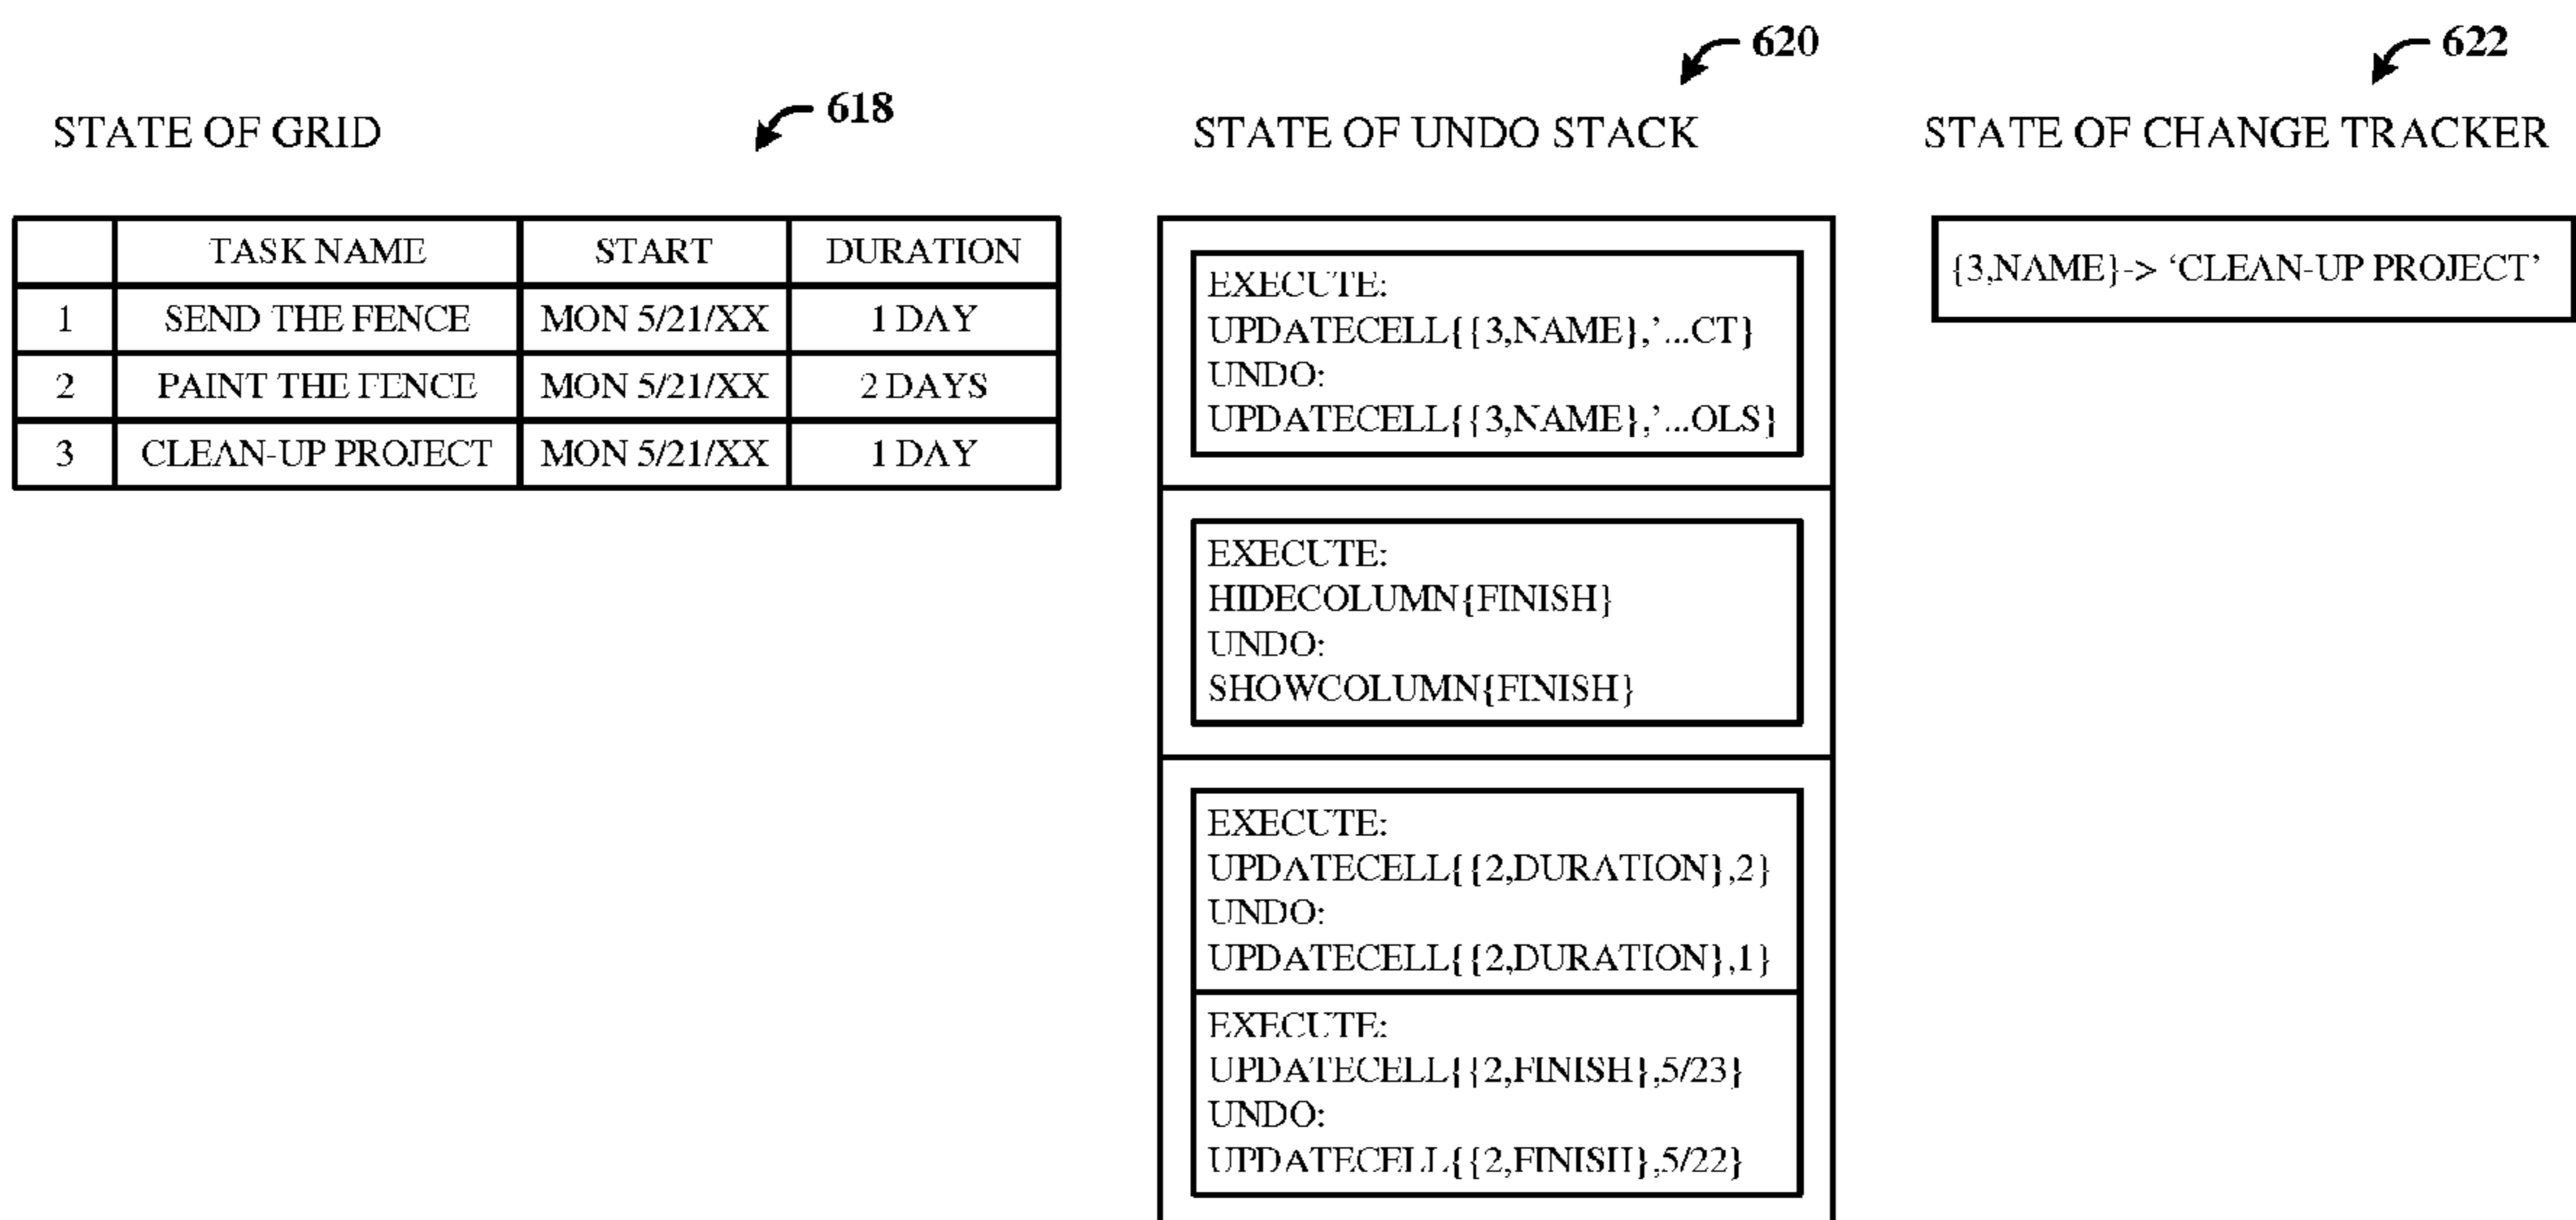 618
620
622
STATE OF GRID
STATE OF UNDO STACK
STATE OF CHANGE TRACKER
TASK NAME START DURATION
1 SEND THE FENCE MON 5/21/XX 1 DAY
2 PAINT THE FENCE MON 5/21/XX 2 DAYS
3 CLEAN-UP PROJECT MON 5/21/XX 1 DAY
EXECUTE:
UPDATECELL{{3,NAME},’...CT}
UNDO:
UPDATECELL{{3,NAME},’...OLS}
EXECUTE:
HIDECOLUMN{FINISH}
UNDO:
SHOWCOLUMN{FINISH}
EXECUTE:
UPDATECELL{{2,DURATION},2}
UNDO:
UPDATECELL{{2,DURATION},1}
EXECUTE:
UPDATECELL{{2,FINISH},5/23}
UNDO:
UPDATECELL{{2,FINISH},5/22}
{3,NAME}-> ‘CLEAN-UP PROJECT’